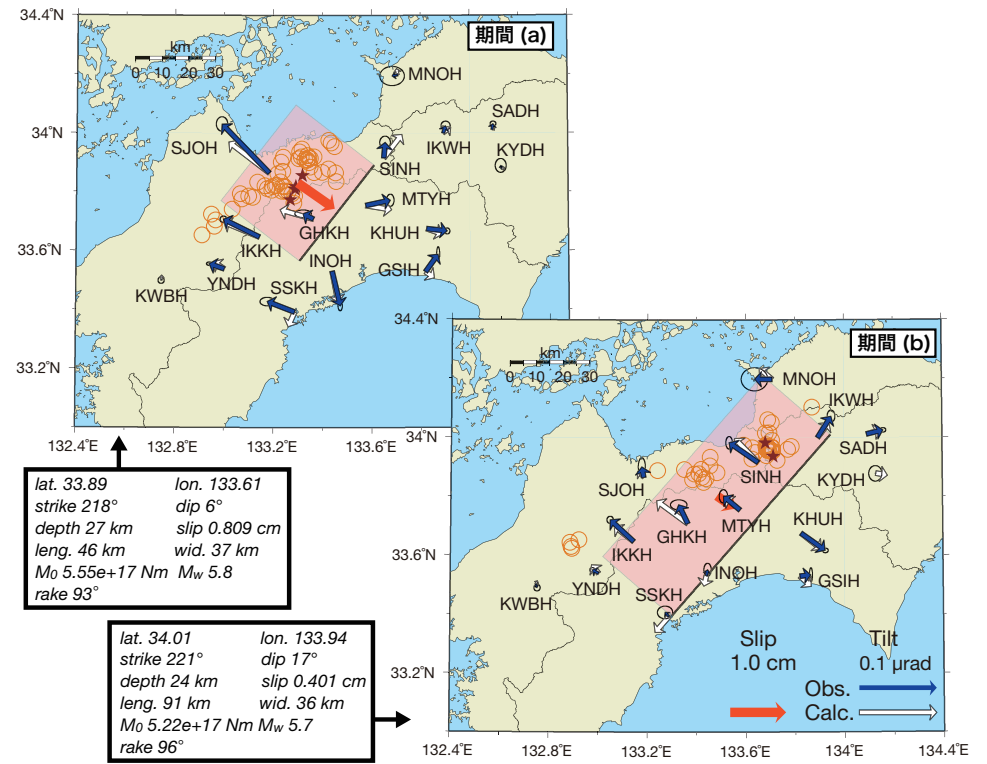 34.4°N
34°N
33.6°N
33.2°N
132.4°E
132.8°E
133.2°E
133.6°E
km
0 10 20 30
期間 (a)
MNOH
SADH
IKWH
KYDH
SJOH
SINH
MTYH
GHKH
KHUH
IKKH
INOH
GSIH
YNDH
SSKH
KWBH
lat. 33.89 lon. 133.61
strike 218° dip 6°
depth 27 km slip 0.809 cm
leng. 46 km wid. 37 km
M0 5.55e+17 Nm Mw 5.8
rake 93°
34.4°N
34°N
33.6°N
33.2°N
132.4°E
132.8°E
133.2°E
133.6°E
134°E
134.4°E
km
0 10 20 30
期間 (b)
MNOH
IKWH
SADH
SINH
KYDH
SJOH
MTYH
GHKH
KHUH
IKKH
INOH
GSIH
YNDH
SSKH
KWBH
Slip
1.0 cm
Tilt
0.1 μrad
Obs.
Calc.
lat. 34.01 lon. 133.94
strike 221° dip 17°
depth 24 km slip 0.401 cm
leng. 91 km wid. 36 km
M0 5.22e+17 Nm Mw 5.7
rake 96°